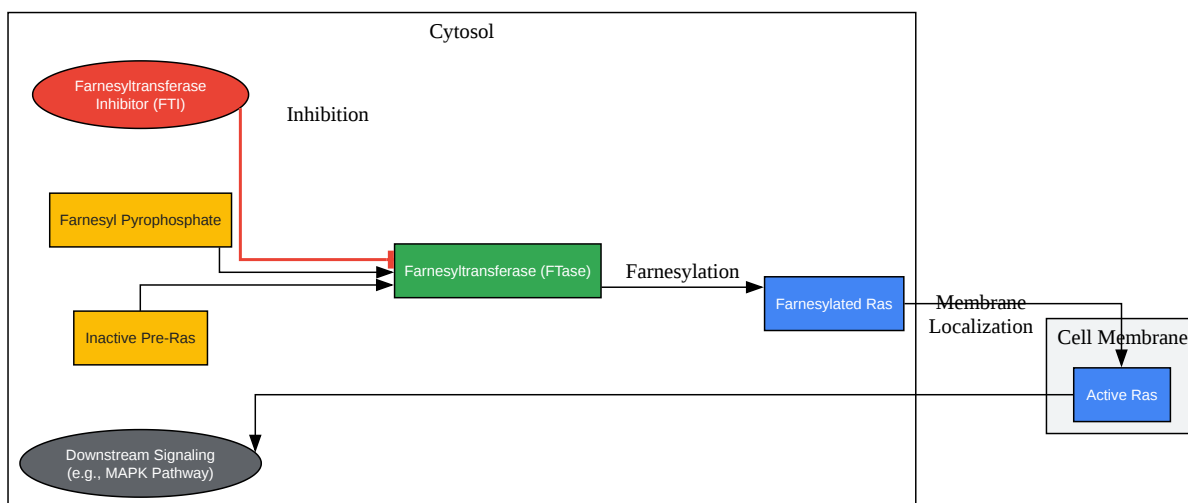 Cytosol
Farnesyltransferase
Inhibitor (FTI)
Inhibition
Farnesyl Pyrophosphate
Farnesyltransferase (FTase)
Farnesylation
Farnesylated Ras
Membrane
Localization
Inactive Pre-Ras
Cell Membrane
Active Ras
Downstream Signaling
(e.g., MAPK Pathway)